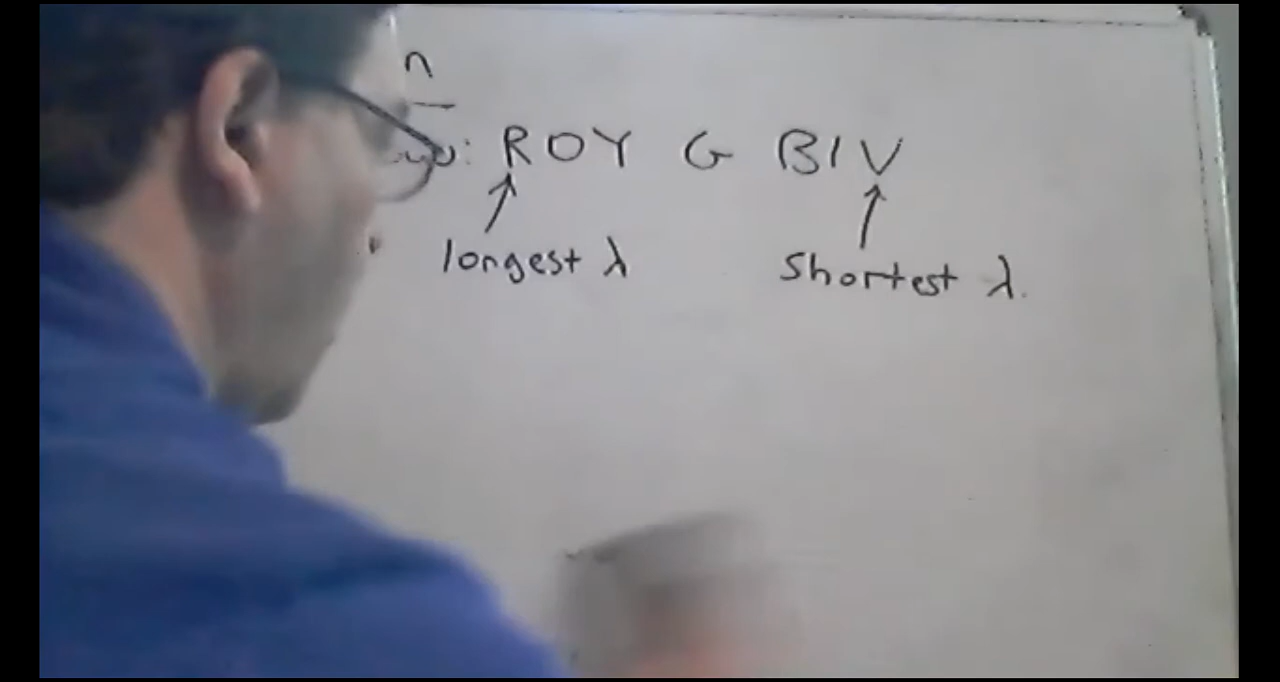 n
: ROY G BIV
longest λ shortest λ.